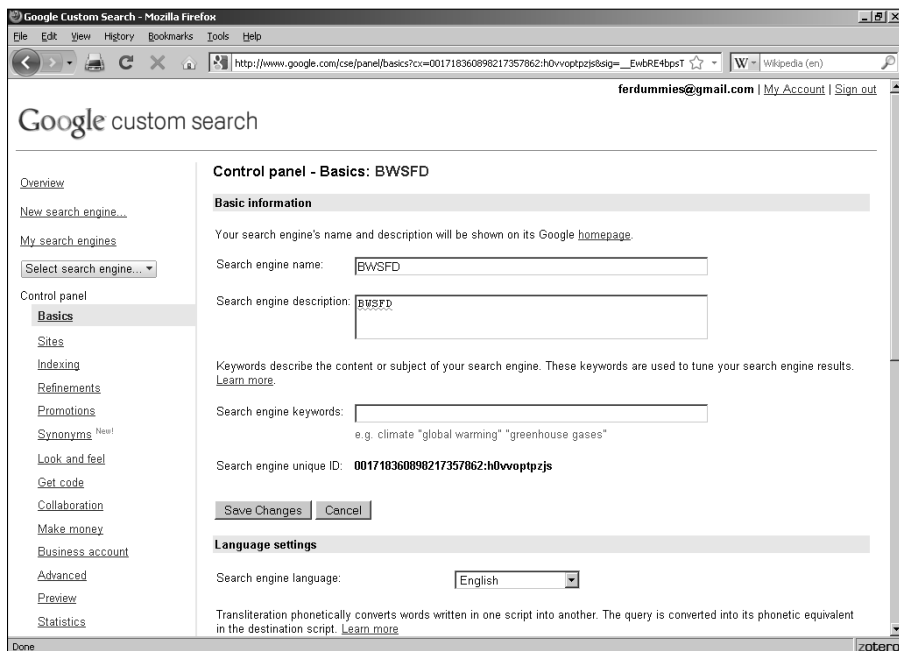 Google Custom Search - Mozilla Firefox
File Edit View History Bookmarks Tools Help
http://www.google.com/cse/panel/basics?cx=001718360898217357862:h0vvoptpzjs&sig=__EwbRE4bpsT W Wikipedia (en)
ferdummies@gmail.com | My Account | Sign out
Google custom search
Control panel - Basics: BWSFD
Overview
New search engine...
My search engines
Select search engine...
Control panel
Basics
Sites
Indexing
Refinements
Promotions
Synonyms New!
Look and feel
Get code
Collaboration
Make money
Business account
Advanced
Preview
Statistics
Basic information
Your search engine's name and description will be shown on its Google homepage.
Search engine name: BWSFD
Search engine description: BWSFD
Keywords describe the content or subject of your search engine. These keywords are used to tune your search engine results.
Learn more.
Search engine keywords:
e.g. climate "global warming" "greenhouse gases"
Search engine unique ID: 001718360898217357862:h0vvoptpzjs
Save Changes Cancel
Language settings
Search engine language: English
Transliteration phonetically converts words written in one script into another. The query is converted into its phonetic equivalent
in the destination script. Learn more
Done zotero